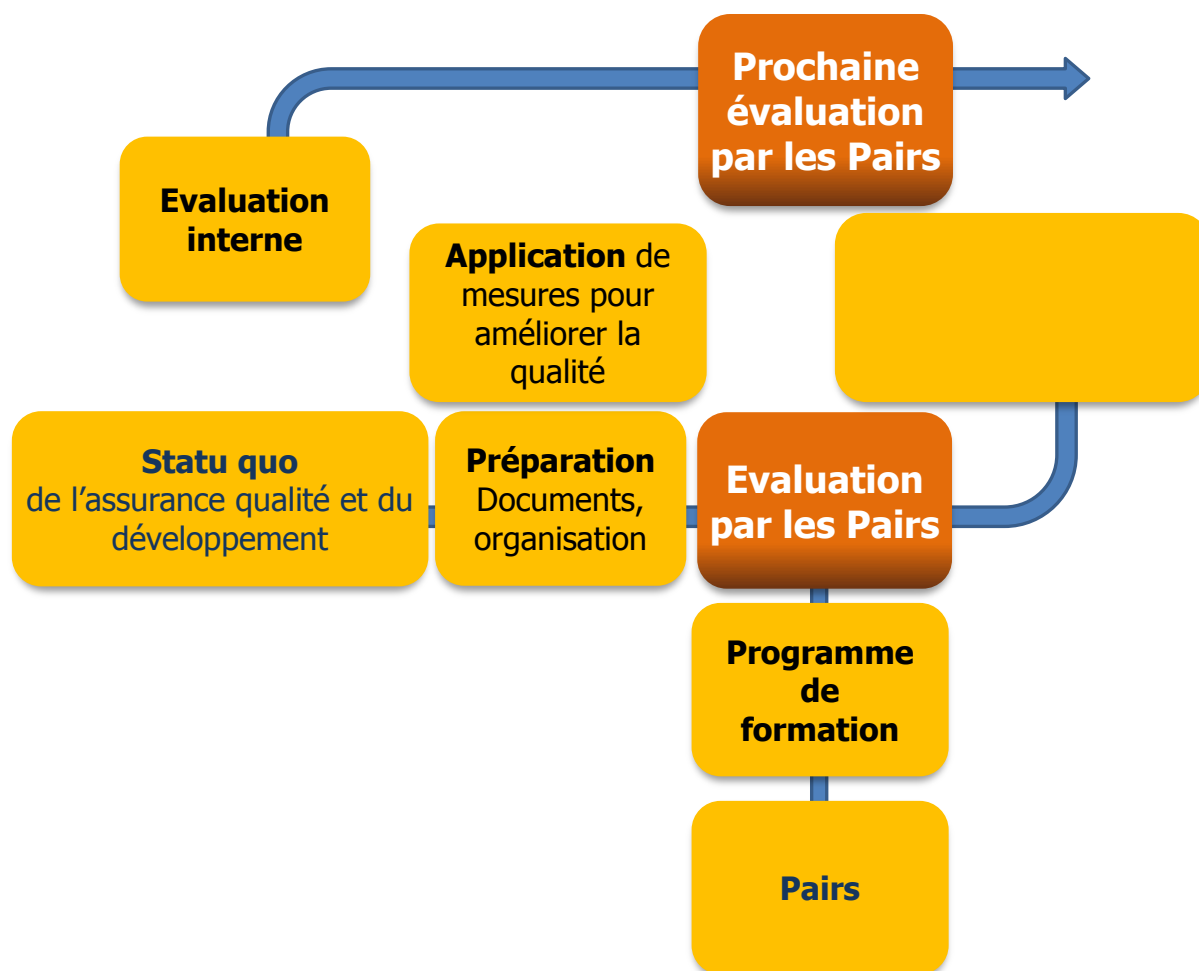 Prochaine
évaluation
par les Pairs
Evaluation
interne
Application de
mesures pour
améliorer la
qualité
Statu quo
de l’assurance qualité et du
développement
Préparation
Documents,
organisation
Evaluation
par les Pairs
Programme
de
formation
Pairs